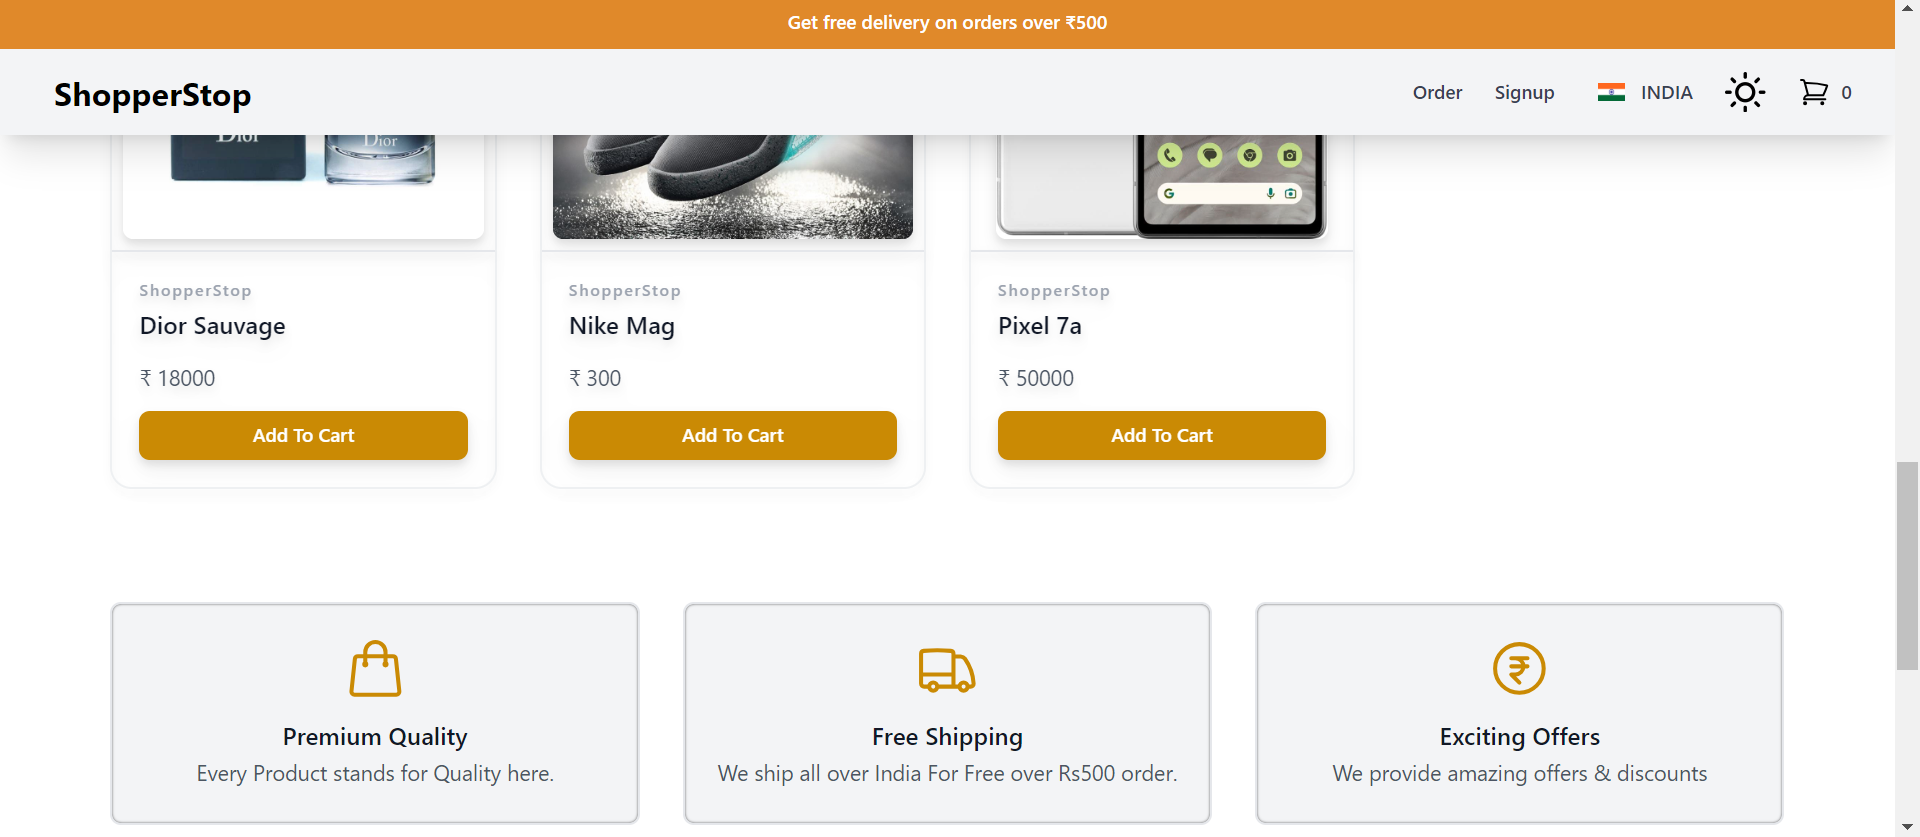 Get free delivery on orders over ₹500
ShopperStop
Order Signup INDIA 0
Dior Dior
ShopperStop
Dior Sauvage
₹ 18000
Add To Cart
ShopperStop
Nike Mag
₹ 300
Add To Cart
ShopperStop
Pixel 7a
₹ 50000
Add To Cart
Premium Quality
Every Product stands for Quality here.
Free Shipping
We ship all over India For Free over Rs500 order.
Exciting Offers
We provide amazing offers & discounts